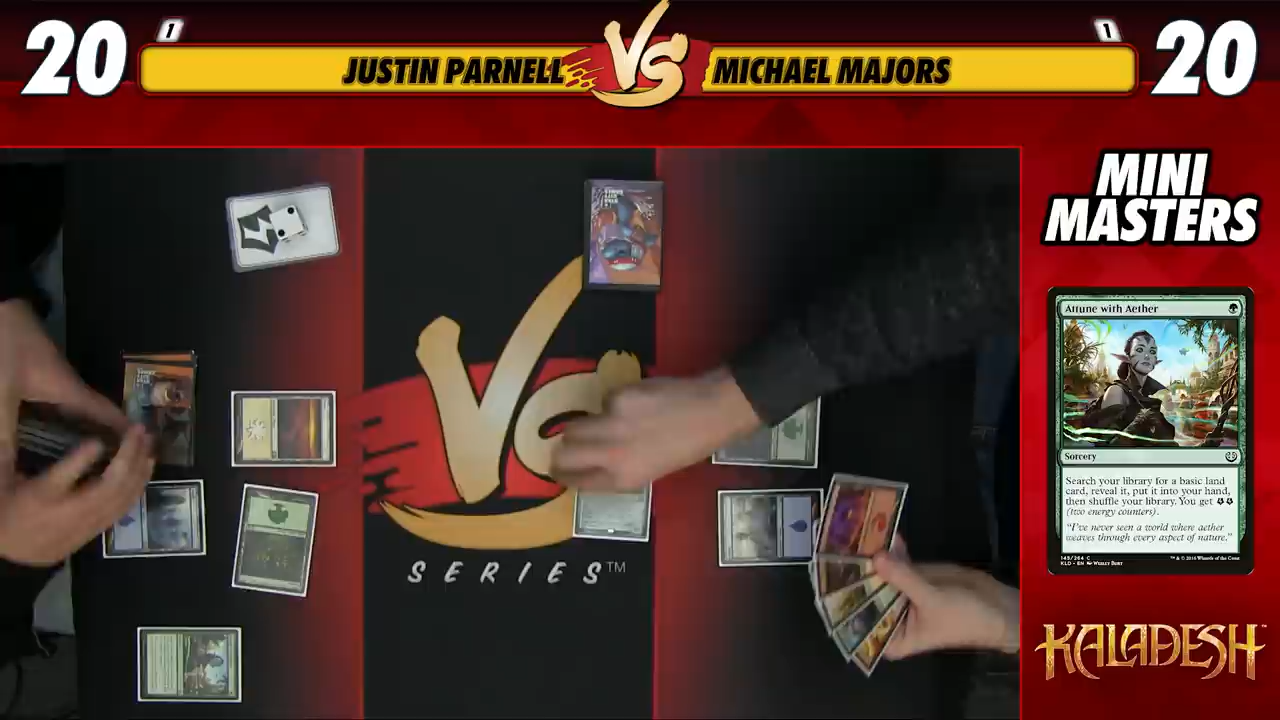 20
1
JUSTIN PARNELL
VS
MICHAEL MAJORS
1
20
MINI
MASTERS
Attune with Aether
Sorcery
Search your library for a basic land
card, reveal it, put it into your hand,
then shuffle your library. You get
(two energy counters).
"I've never seen a world where aether
weaves through every aspect of nature."
VS
SERIES™
KALADESH